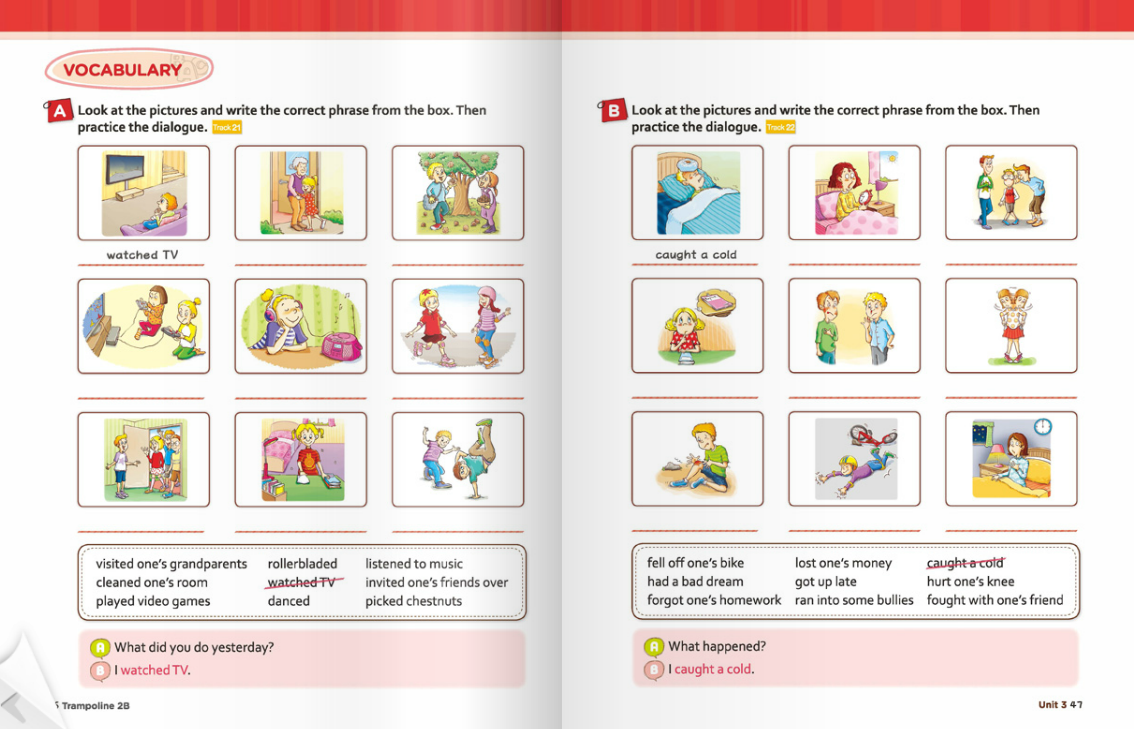 VOCABULARY
A Look at the pictures and write the correct phrase from the box. Then
practice the dialogue. Track 21
watched TV
visited one's grandparents rollerbladed listened to music
cleaned one's room watched TV invited one's friends over
played video games danced picked chestnuts
A What did you do yesterday?
B I watched TV.
Trampoline 2B
B Look at the pictures and write the correct phrase from the box. Then
practice the dialogue. Track 22
caught a cold
fell off one's bike lost one's money caught a cold
had a bad dream got up late hurt one's knee
forgot one's homework ran into some bullies fought with one's friend
A What happened?
B I caught a cold.
Unit 3 47